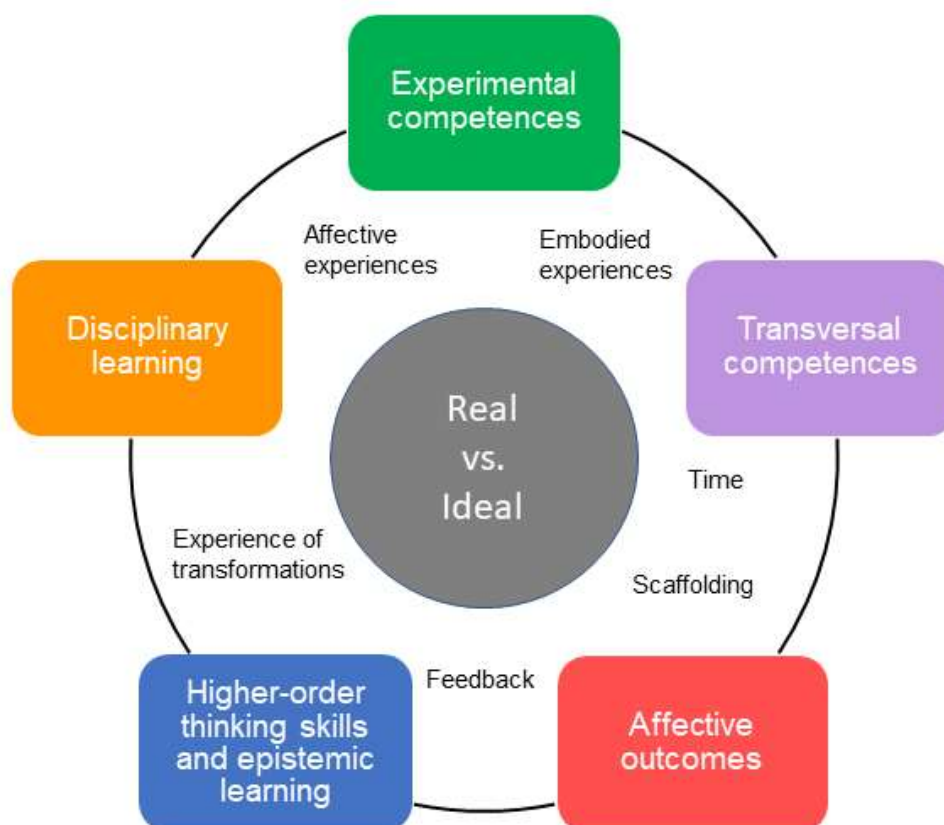 Experimental
competences
Affective
experiences
Embodied
experiences
Disciplinary
learning
Transversal
competences
Real
vs.
Ideal
Time
Experience of
transformations
Scaffolding
Feedback
Higher-order
thinking skills
and epistemic
learning
Affective
outcomes